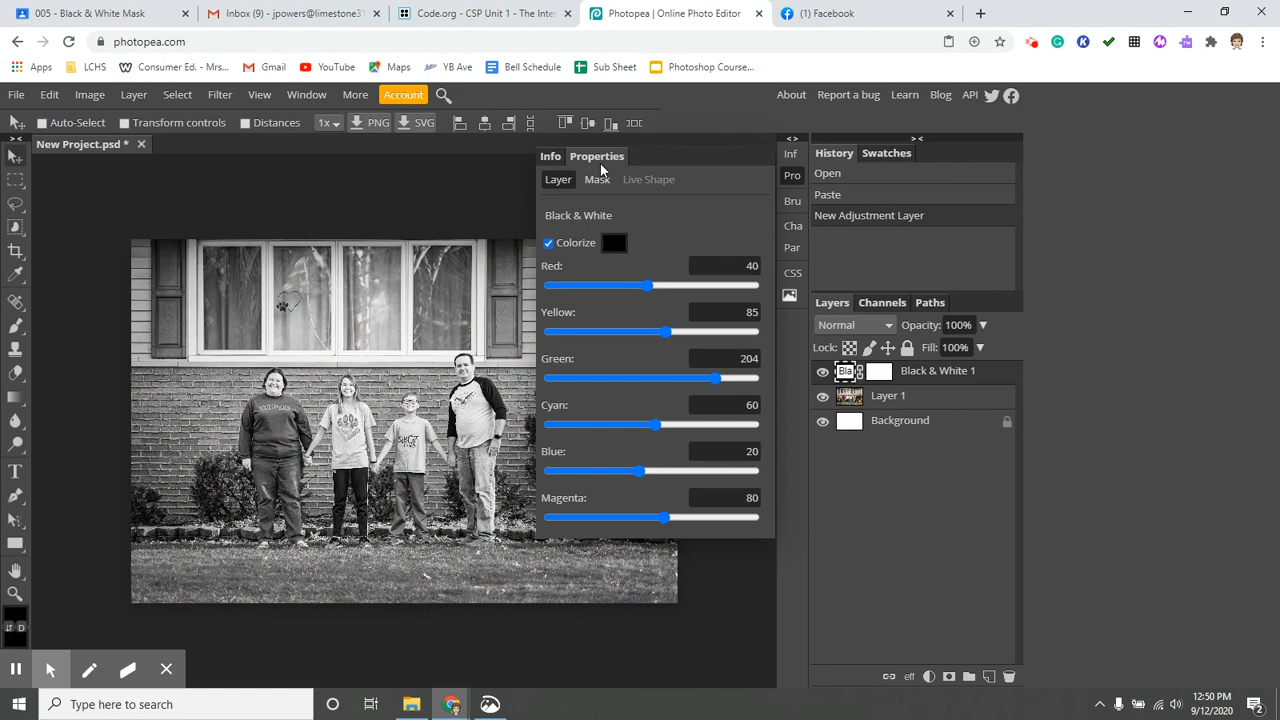 005 - Black & White Mask
Inbox (9) - jpowers@limestone31
Code.org - CSP Unit 1 - The Inter
Photopea | Online Photo Editor
(1) Facebook
photopea.com
Apps
LCHS
Consumer Ed. - Mrs...
Gmail
YouTube
Maps
YB Ave
Bell Schedule
Sub Sheet
Photoshop Course...
File Edit Image Layer Select Filter View Window More Account
About Report a bug Learn Blog API
Auto-Select Transform controls Distances 1x PNG SVG
New Project.psd *
Info Properties
Layer Mask Live Shape
Black & White
Colorize
Red: 40
Yellow: 85
Green: 204
Cyan: 60
Blue: 20
Magenta: 80
Inf
Pro
Bru
Cha
Par
CSS
History Swatches
Open
Paste
New Adjustment Layer
Layers Channels Paths
Normal Opacity: 100%
Lock: Fill: 100%
Bla Black & White 1
Layer 1
Background
eff
D
Type here to search
12:50 PM
9/12/2020
2